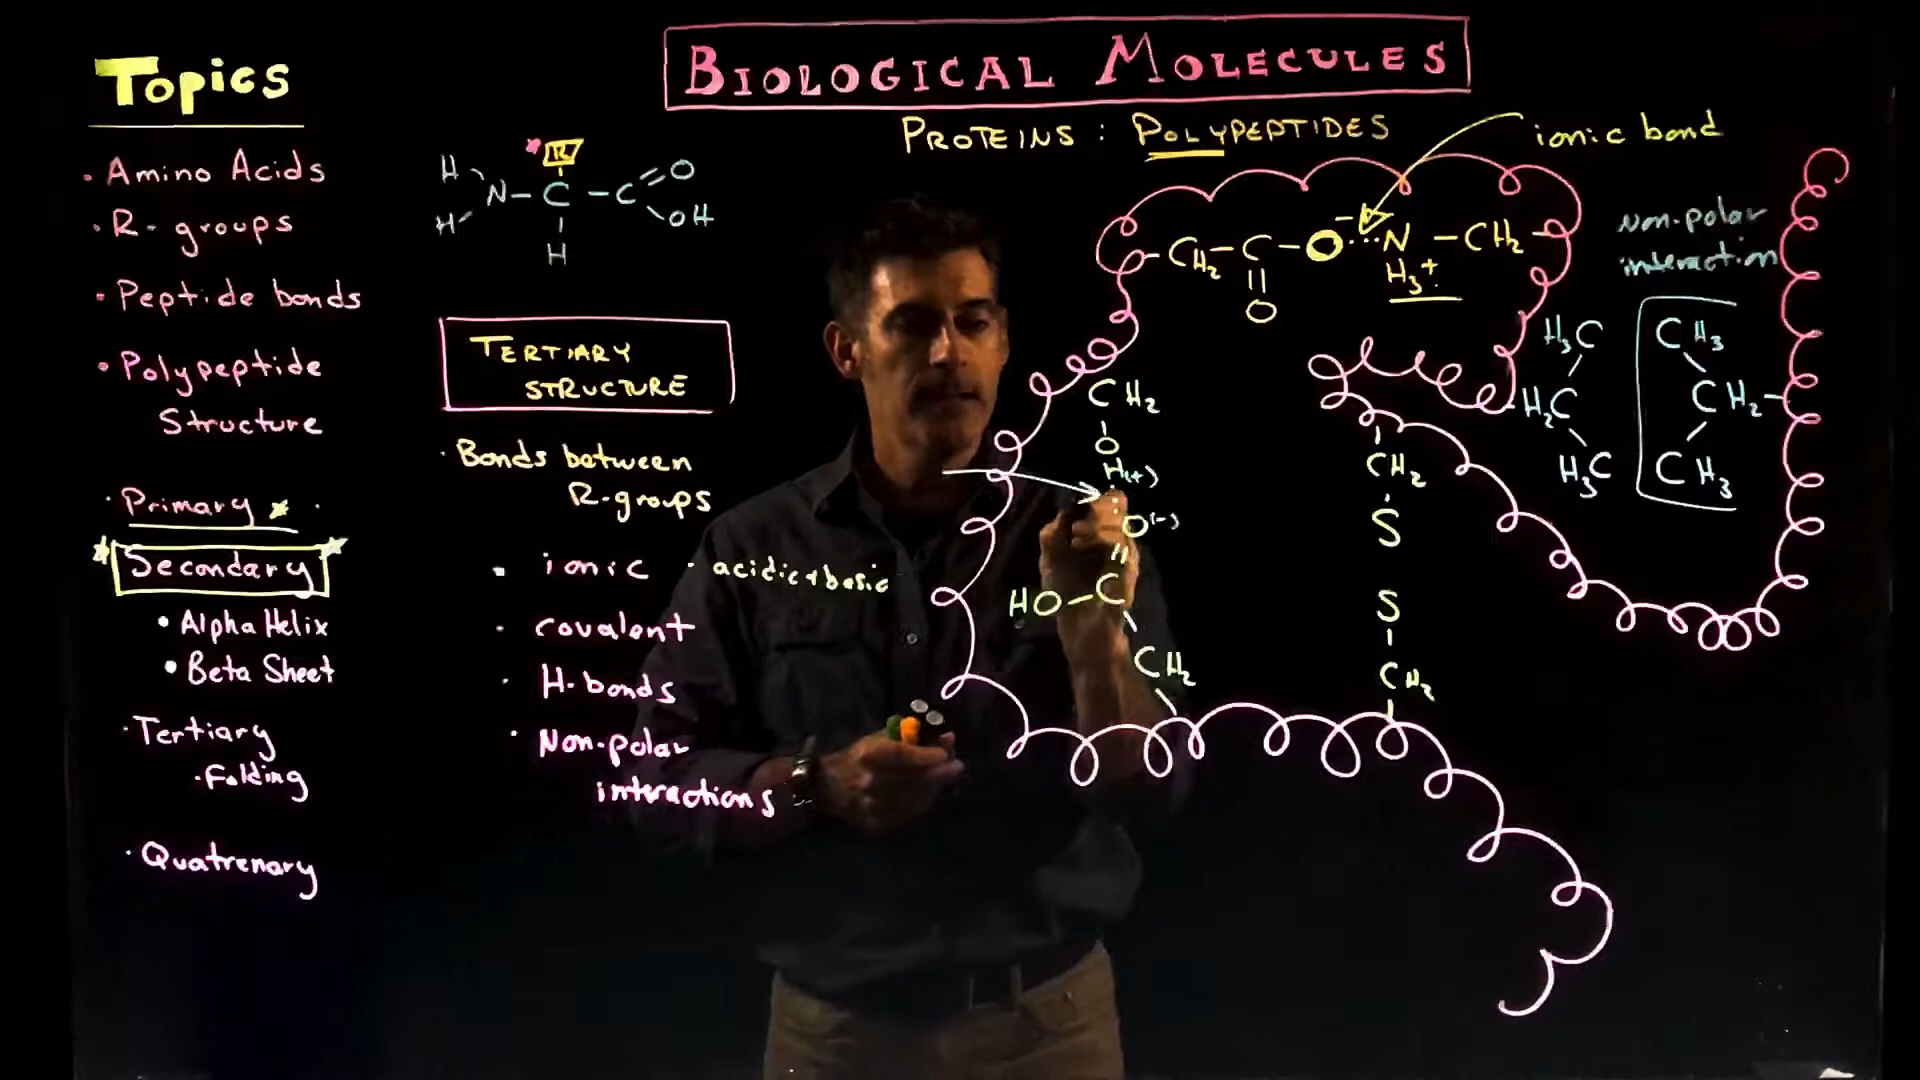 BIOLOGICAL MOLECULES
PROTEINS : POLYPEPTIDES
Topics
· Amino Acids
· R-groups
· Peptide bonds
· Polypeptide
Structure
· Primary
Secondary
• Alpha Helix
• Beta Sheet
· Tertiary
· Folding
· Quatrenary
R
H
N – C – C = O
H
OH
H
TERTIARY
STRUCTURE
· Bonds between
R-groups
· ionic · acidic + basic
· covalent
· H-bonds
· Non-polar
interactions
ionic bond
CH₂ – C – O⁻ ··· N – CH₂
O
H₃⁺
CH₂
O
H(+)
O(-)
HO – C
CH₂
CH₂
S
S
CH₂
Non-polar
interaction
H₃C
H₂C
H₃C
CH₃
CH₂
CH₃